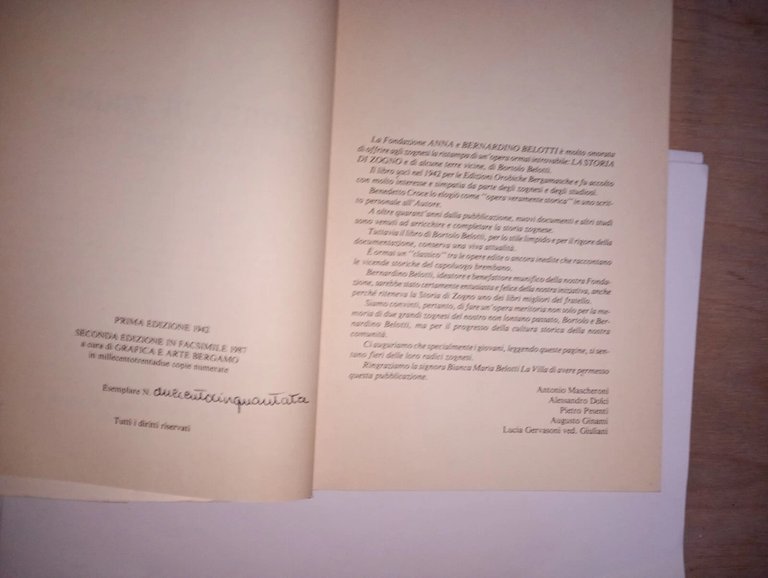 PRIMA EDIZIONE 1942
SECONDA EDIZIONE IN FACSIMILE 1987
a cura di GRAFICA E ARTE BERGAMO
in millecentotrentadue copie numerate
Esemplare N.
Tutti i diritti riservati
La Fondazione ANNA e BERNARDINO BELOTTI è molto onorata
di offrire agli zognesi la ristampa di un'opera ormai introvabile: LA STORIA
DI ZOGNO e di alcune terre vicine, di Bortolo Belotti.
Il libro uscì nel 1942 per le Edizioni Orobiche Bergamasche e fu accolto
con molto interesse e simpatia da parte degli zognesi e degli studiosi.
Benedetto Croce lo elogiò come "opera veramente storica" in uno scrit-
to personale all'Autore.
A oltre quarant'anni dalla pubblicazione, nuovi documenti e altri studi
sono venuti ad arricchire e completare la storia zognese.
Tuttavia il libro di Bortolo Belotti, per lo stile limpido e per il rigore della
documentazione, conserva una viva attualità.
È ormai un "classico" tra le opere edite o ancora inedite che raccontano
le vicende storiche del capoluogo brembano.
Bernardino Belotti, ideatore e benefattore munifico della nostra Fonda-
zione, sarebbe stato certamente entusiasta e felice della nostra iniziativa, anche
perchè riteneva la Storia di Zogno uno dei libri migliori del fratello.
Siamo convinti, pertanto, di fare un'opera meritoria non solo per la me-
moria di due grandi zognesi del nostro non lontano passato, Bortolo e Ber-
nardino Belotti, ma per il progresso della cultura storica della nostra
comunità.
Ci auguriamo che specialmente i giovani, leggendo queste pagine, si sen-
tano fieri delle loro radici zognesi.
Ringraziamo la signora Bianca Maria Belotti La Villa di avere permesso
questa pubblicazione.
Antonio Mascheroni
Alessandro Dolci
Pietro Pesenti
Augusto Ginami
Lucia Gervasoni ved. Giuliani